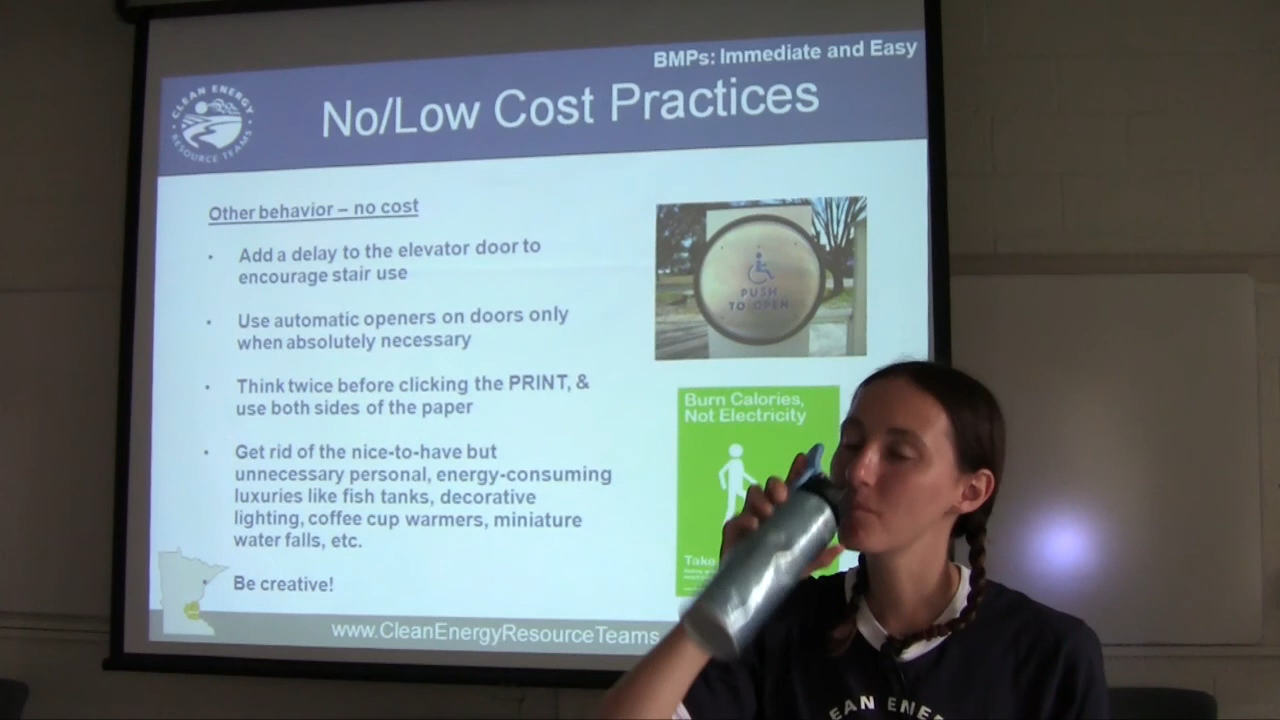 BMPs: Immediate and Easy
CLEAN ENERGY
RESOURCE TEAMS
No/Low Cost Practices
Other behavior – no cost
• Add a delay to the elevator door to
encourage stair use
• Use automatic openers on doors only
when absolutely necessary
• Think twice before clicking the PRINT, &
use both sides of the paper
• Get rid of the nice-to-have but
unnecessary personal, energy-consuming
luxuries like fish tanks, decorative
lighting, coffee cup warmers, miniature
water falls, etc.
Be creative!
PUSH
TO OPEN
Burn Calories,
Not Electricity
Take
www.CleanEnergyResourceTeams
EAN ENE